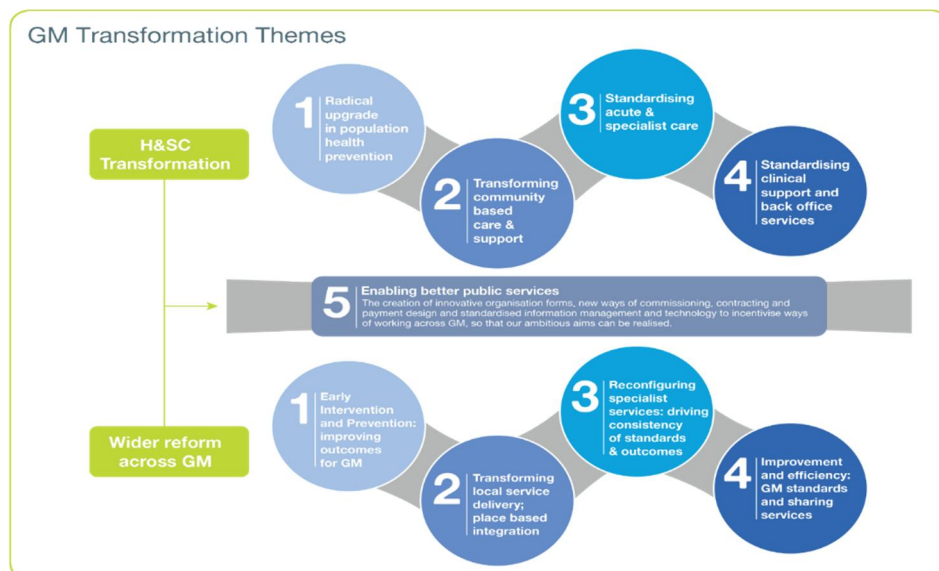 GM Transformation Themes
H&SC
Transformation
1
Radical
upgrade
in population
health
prevention
2
Transforming
community
based
care &
support
3
Standardising
acute &
specialist care
4
Standardising
clinical
support and
back office
services
5
Enabling better public services
The creation of innovative organisation forms, new ways of commissioning, contracting and
payment design and standardised information management and technology to incentivise ways
of working across GM, so that our ambitious aims can be realised.
Wider reform
across GM
1
Early
Intervention
and Prevention:
improving
outcomes
for GM
2
Transforming
local service
delivery;
place based
integration
3
Reconfiguring
specialist
services: driving
consistency
of standards
& outcomes
4
Improvement
and efficiency:
GM standards
and sharing
services